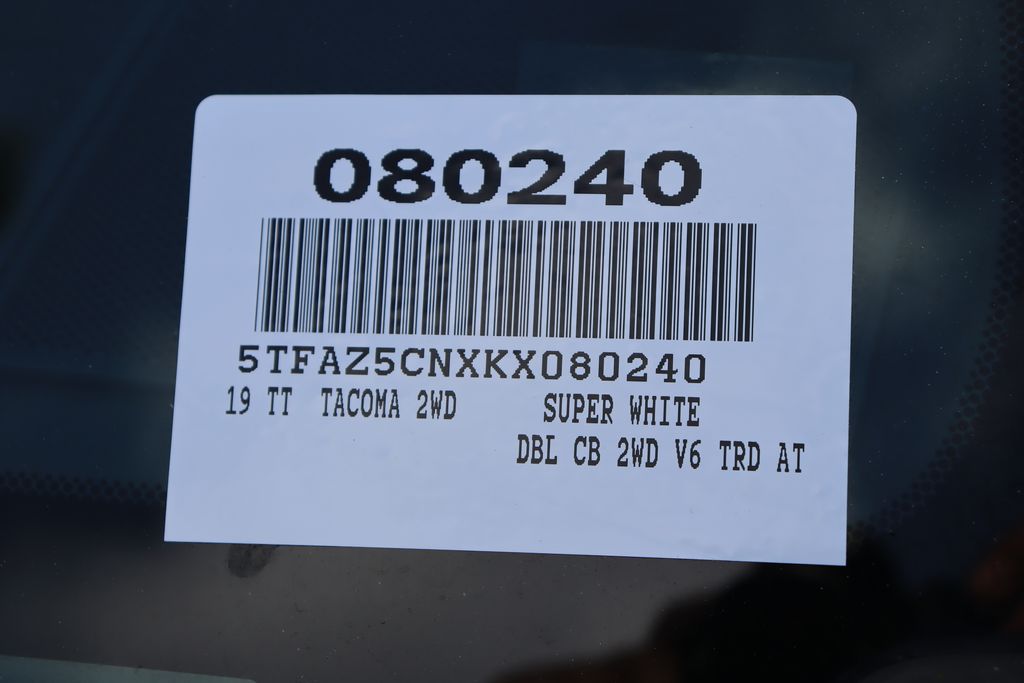 080240
5TFAZ5CNXKX080240
19 TT TACOMA 2WD SUPER WHITE
DBL CB 2WD V6 TRD AT